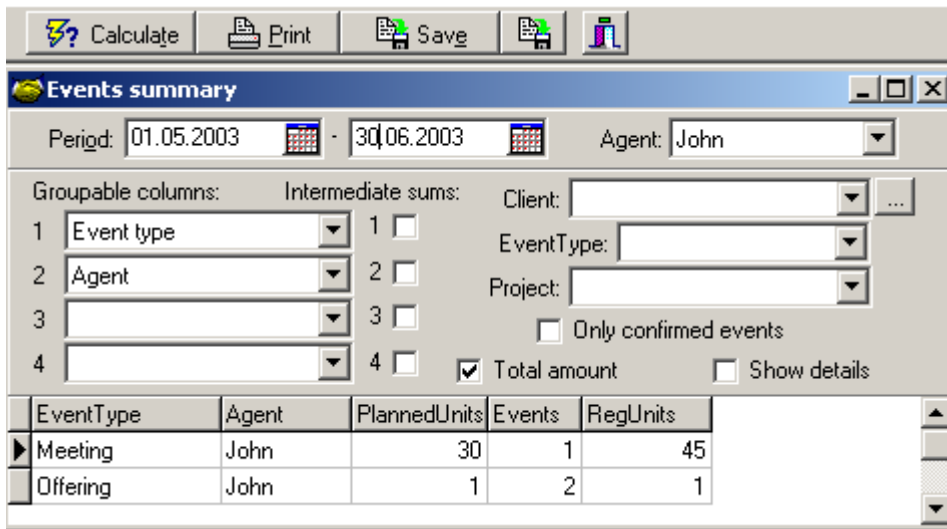 Calculate Print Save
Events summary
Period: 01.05.2003 - 30.06.2003 Agent: John
Groupable columns: Intermediate sums: Client: ...
1 Event type 1 EventType:
2 Agent 2 Project:
3 3 Only confirmed events
4 4 Total amount Show details
EventType Agent PlannedUnits Events RegUnits
Meeting John 30 1 45
Offering John 1 2 1